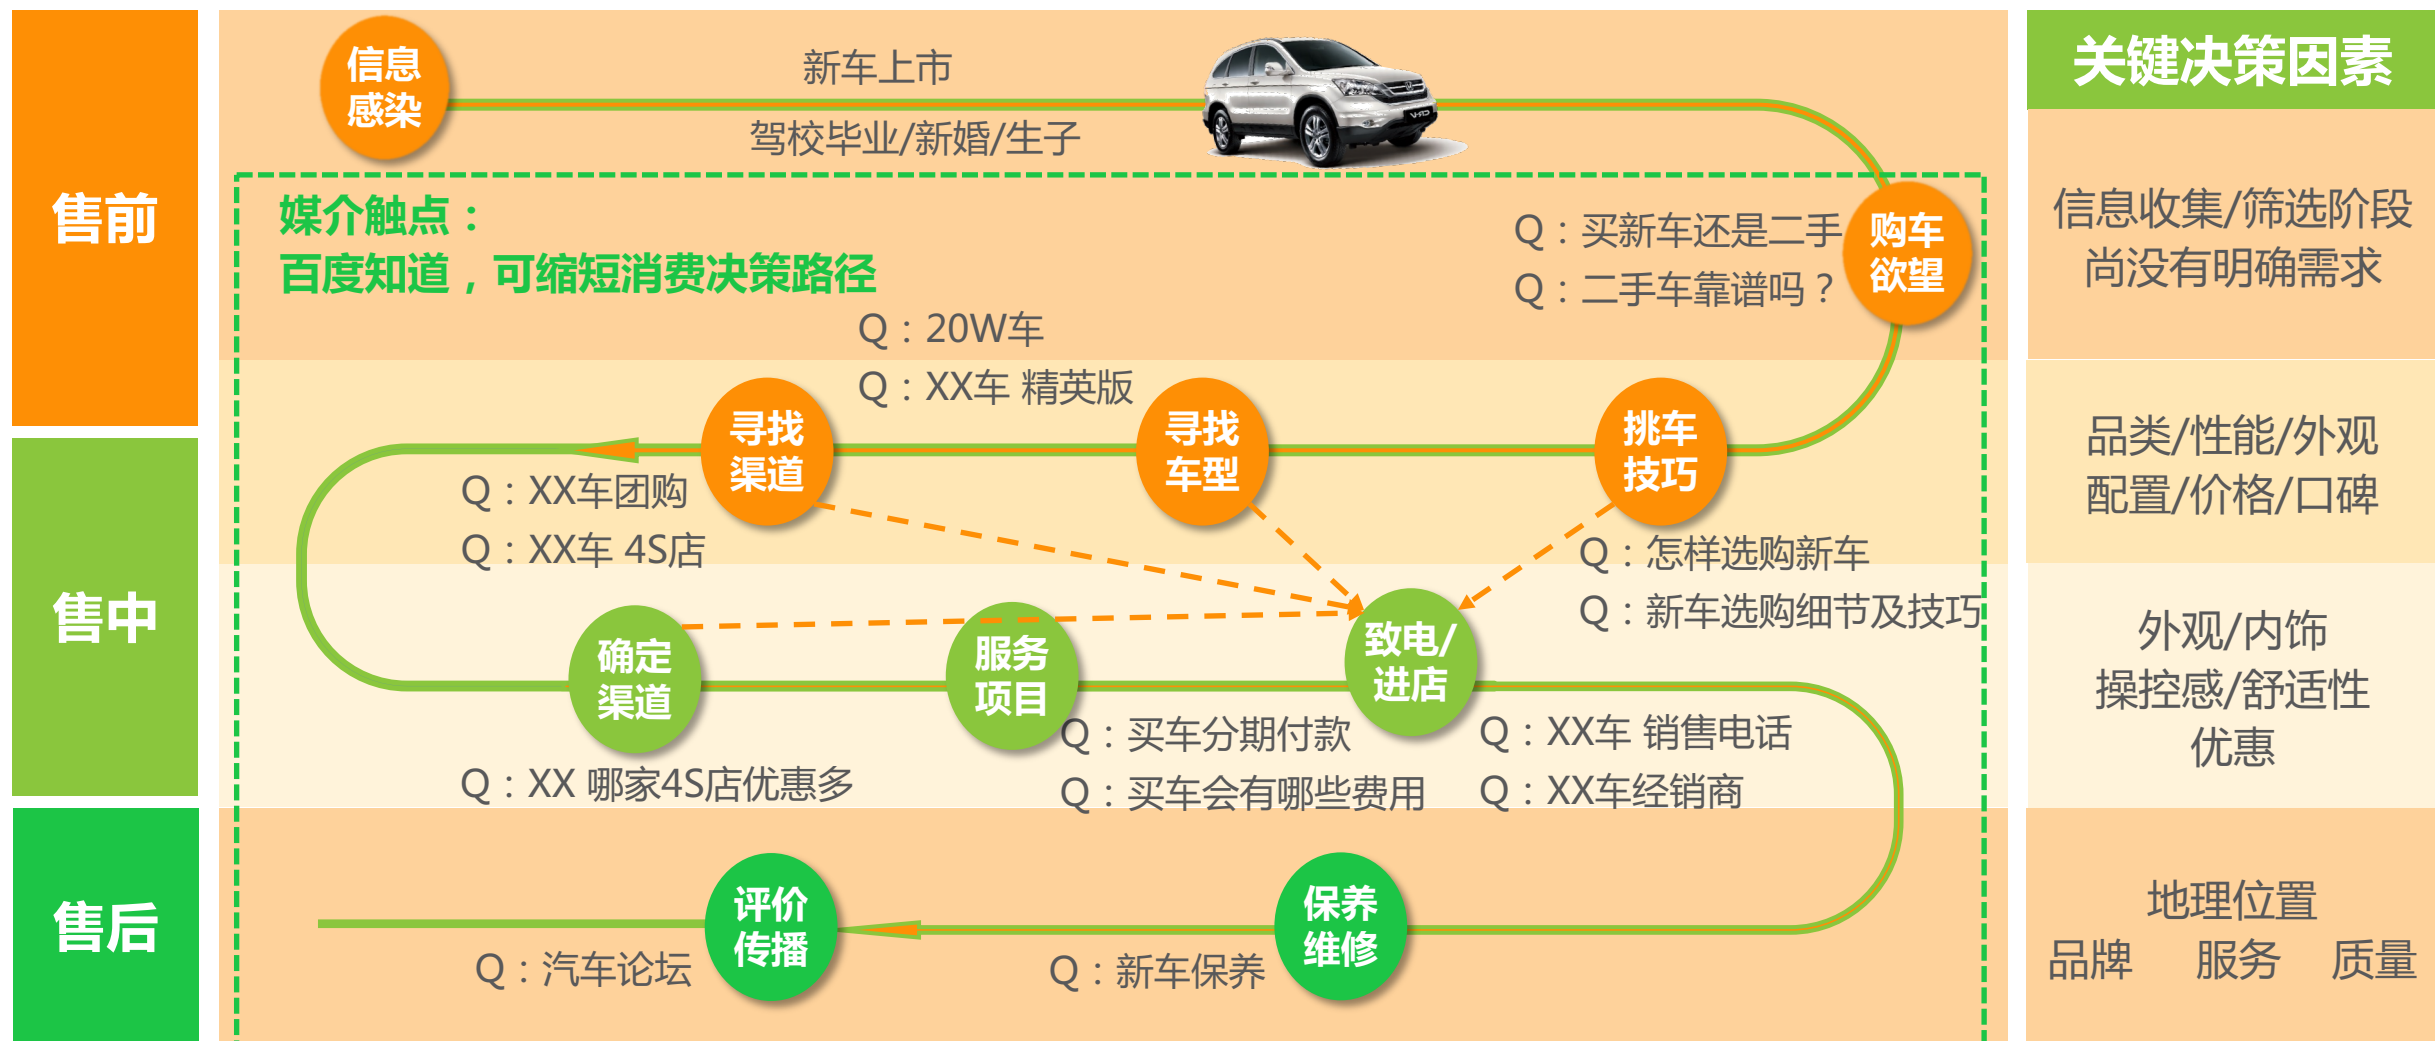 信息
感染
新车上市
驾校毕业/新婚/生子
关键决策因素
售前
媒介触点：
百度知道，可缩短消费决策路径
Q：买新车还是二手
Q：二手车靠谱吗？
购车
欲望
信息收集/筛选阶段
尚没有明确需求
Q：20W车
Q：XX车 精英版
寻找
渠道
寻找
车型
挑车
技巧
品类/性能/外观
配置/价格/口碑
Q：XX车团购
Q：XX车 4S店
Q：怎样选购新车
Q：新车选购细节及技巧
售中
确定
渠道
服务
项目
致电/
进店
外观/内饰
操控感/舒适性
优惠
Q：XX 哪家4S店优惠多
Q：买车分期付款
Q：买车会有哪些费用
Q：XX车 销售电话
Q：XX车经销商
售后
评价
传播
保养
维修
Q：汽车论坛
Q：新车保养
地理位置
品牌 服务 质量